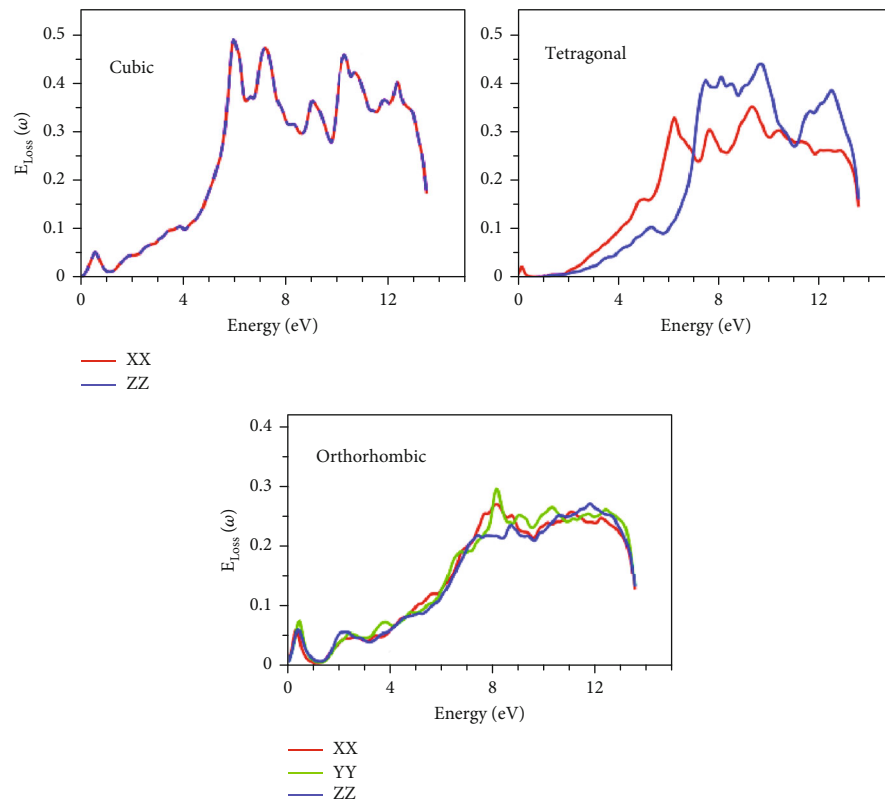 Cubic
0.5
0.4
0.3
0.2
0.1
0
E_Loss (ω)
0 4 8 12
Energy (eV)
XX
ZZ
Tetragonal
0.5
0.4
0.3
0.2
0.1
0
0 4 8 12
Energy (eV)
Orthorhombic
0.4
0.3
0.2
0.1
0
E_Loss (ω)
0 4 8 12
Energy (eV)
XX
YY
ZZ